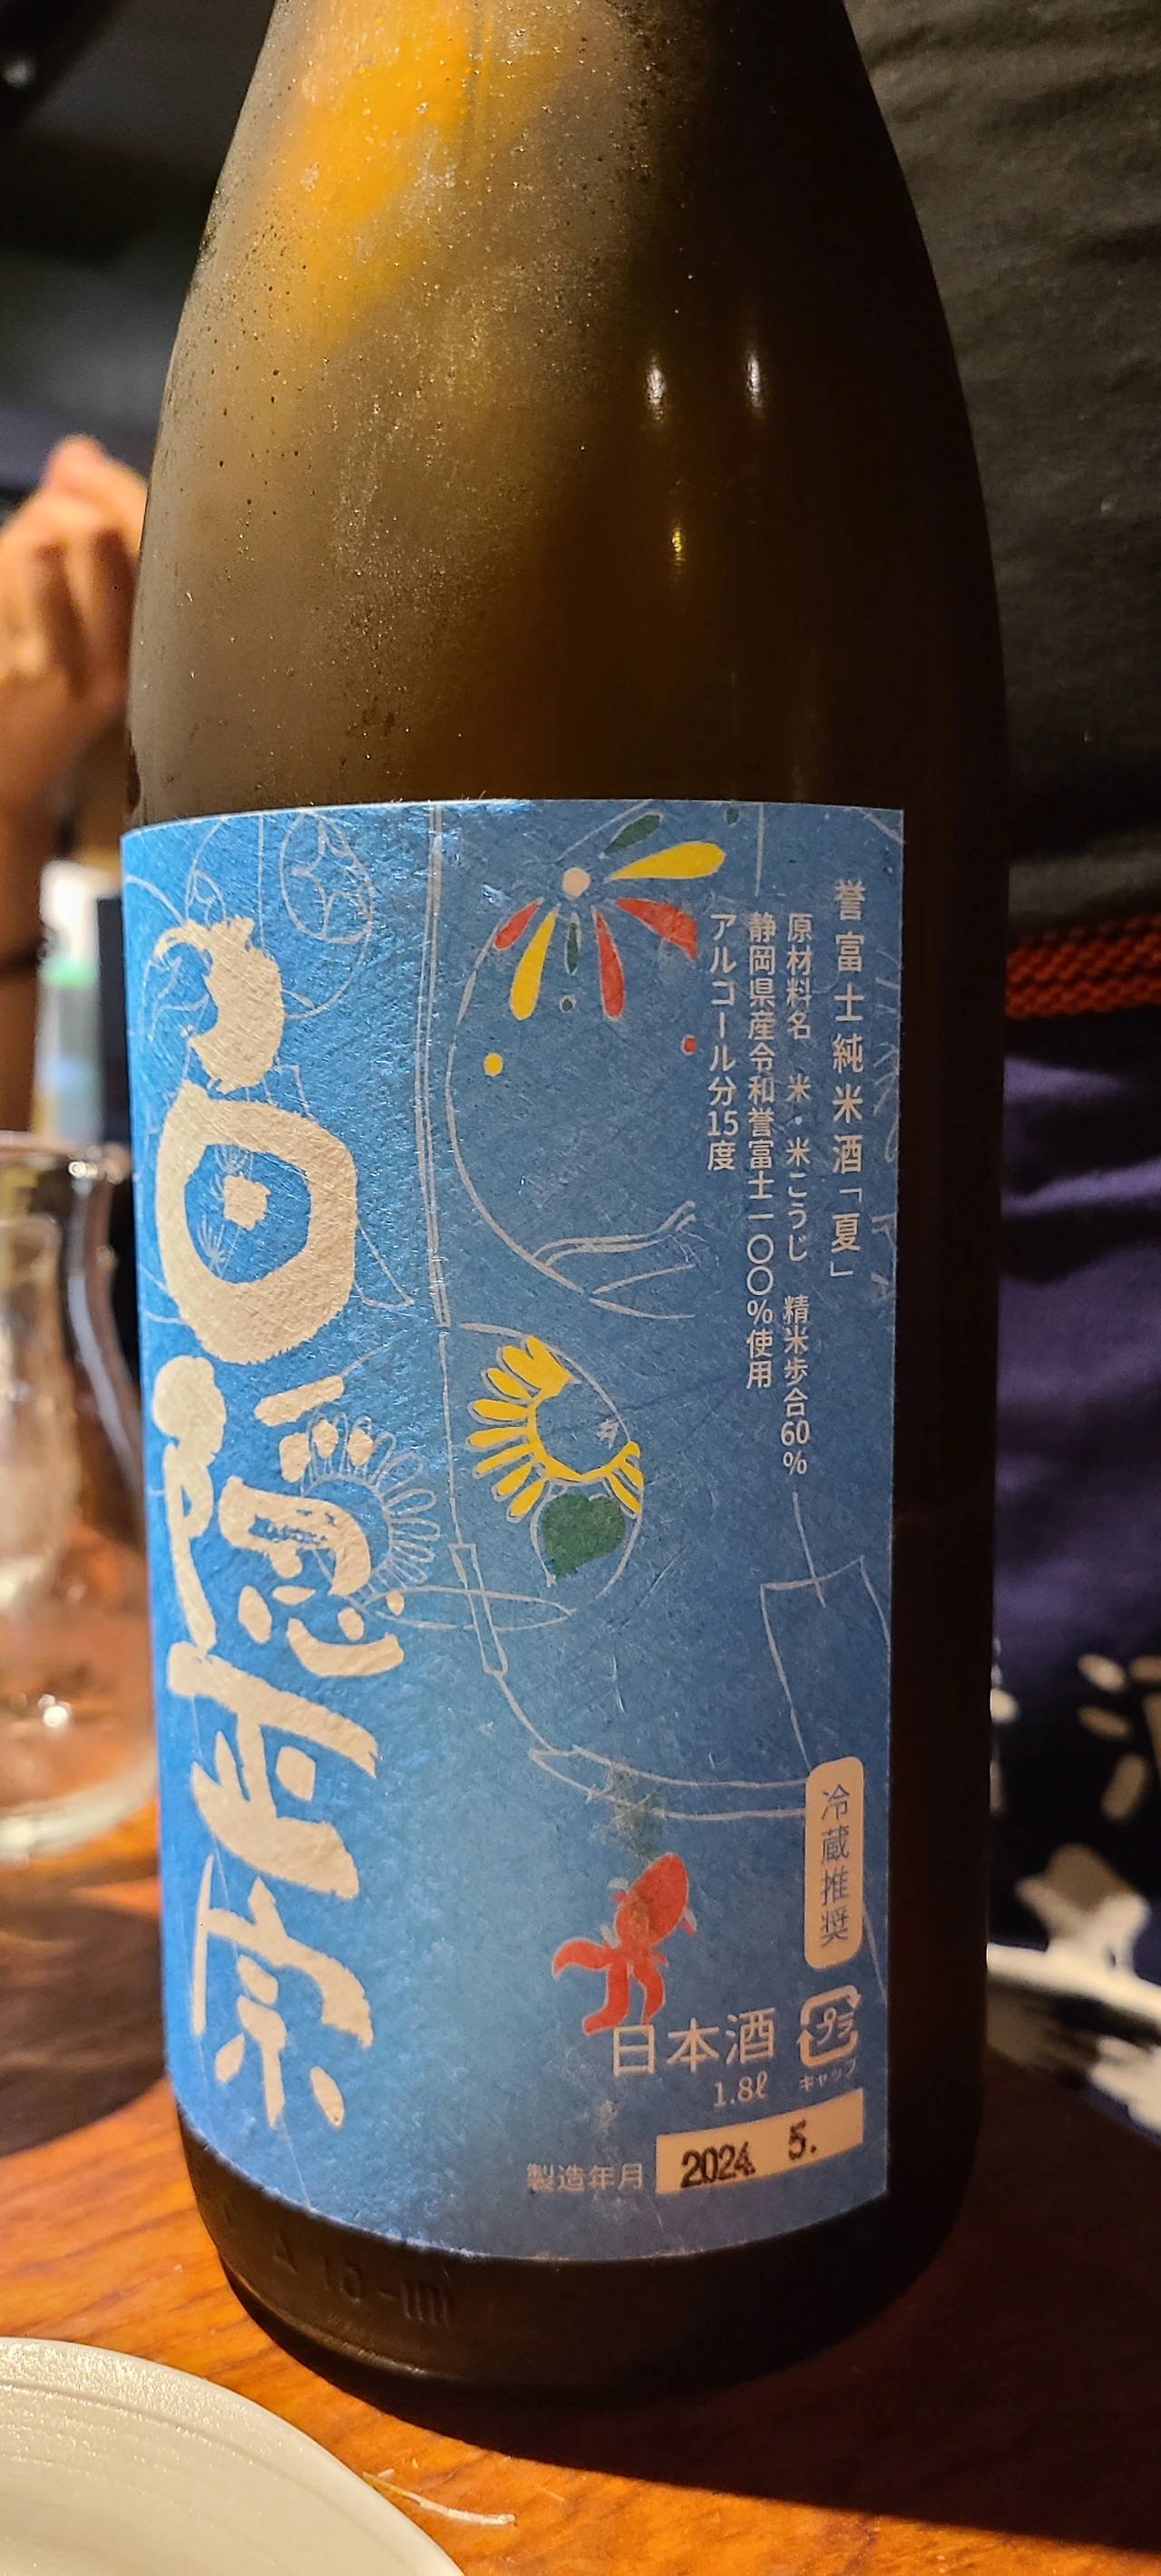 誉富士純米酒「夏」
原材料名 米・米こうじ 精米歩合60%
静岡県産令和誉富士一〇〇%使用
アルコール分15度
白隠正宗
冷蔵推奨
日本酒
1.8ℓ
プラ
キャップ
製造年月 2024. 5.